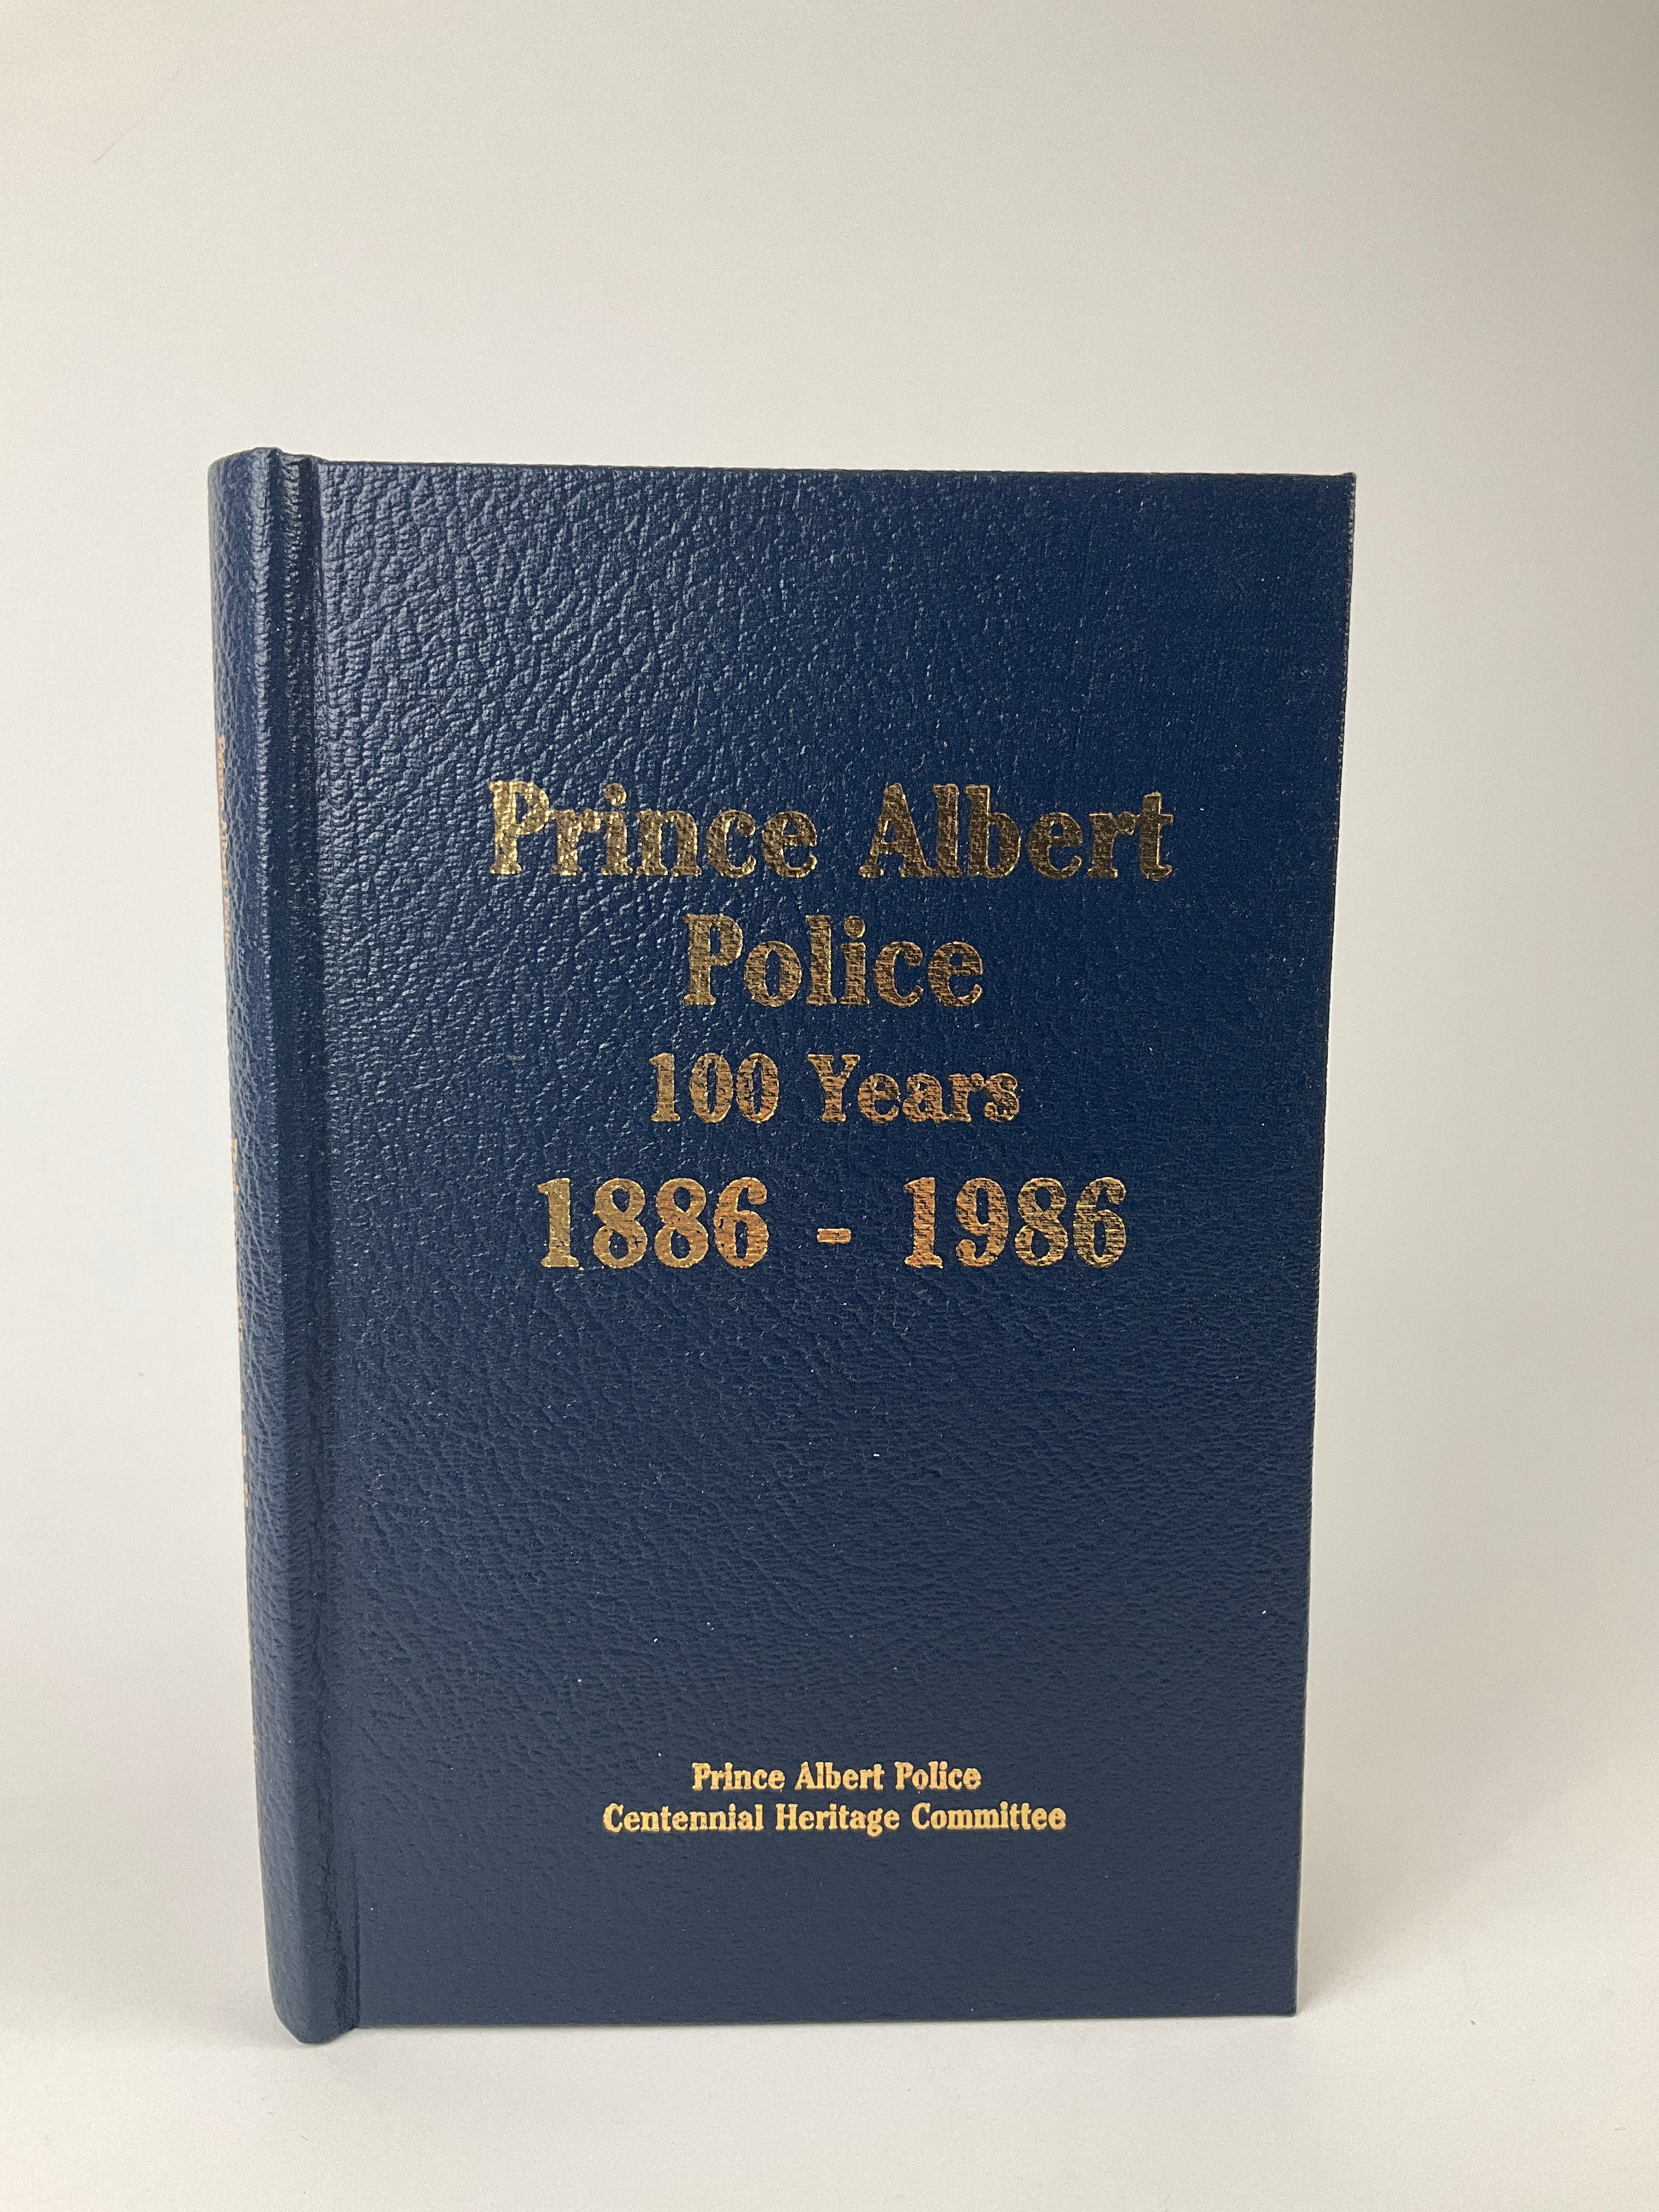 Prince Albert
Police
100 Years
1886 - 1986
Prince Albert Police
Centennial Heritage Committee